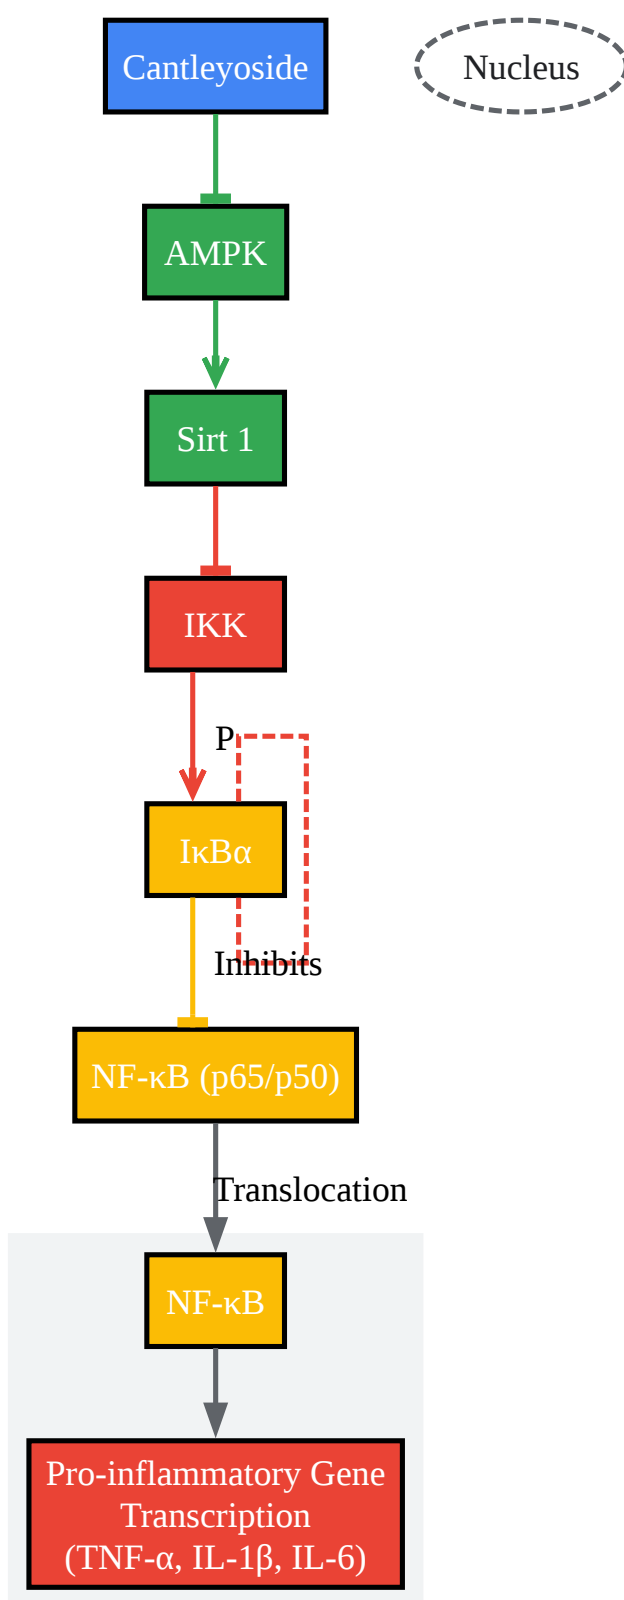 Cantleyoside
Nucleus
AMPK
Sirt 1
IKK
P
IκBα
Inhibits
NF-κB (p65/p50)
Translocation
NF-κB
Pro-inflammatory Gene
Transcription
(TNF-α, IL-1β, IL-6)